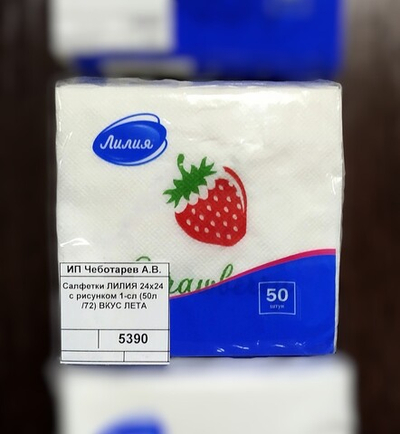 Лилия
50
штук
ИП Чеботарев А.В.
Салфетки ЛИЛИЯ 24х24
с рисунком 1-сл (50л
/72) ВКУС ЛЕТА
5390